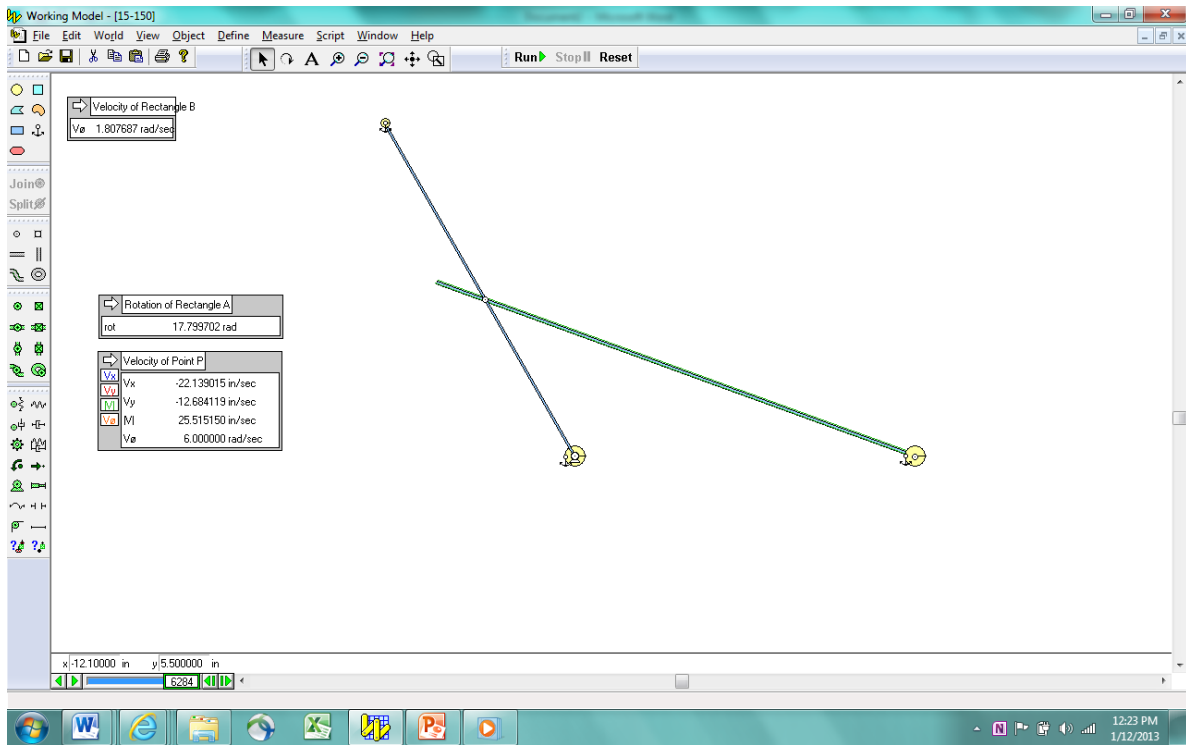 Working Model - [15-150]
File Edit World View Object Define Measure Script Window Help
Run Stop Reset
Join
Split
Velocity of Rectangle B
Vø 1.807687 rad/sec
Rotation of Rectangle A
rot 17.799702 rad
Velocity of Point P
Vx Vx -22.139015 in/sec
Vy Vy -12.684119 in/sec
|V| |V| 25.515150 in/sec
Vø Vø 6.000000 rad/sec
x -12.10000 in y 5.500000 in
6284
12:23 PM
1/12/2013